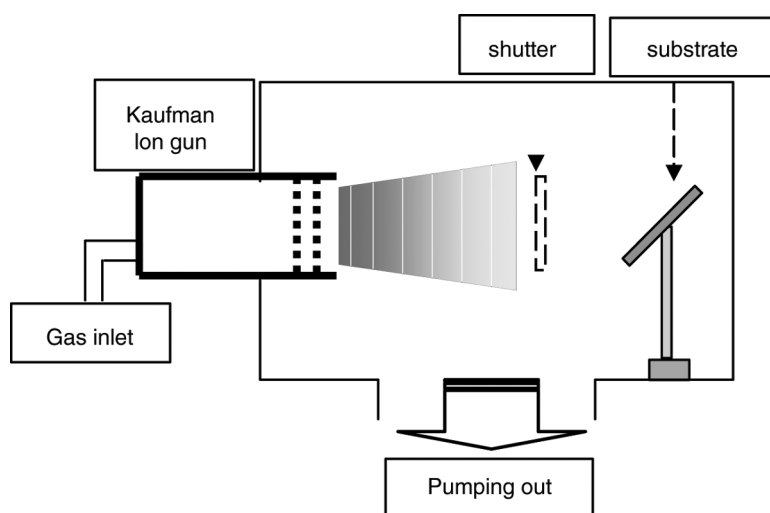 shutter
substrate
Kaufman
Ion gun
Gas inlet
Pumping out